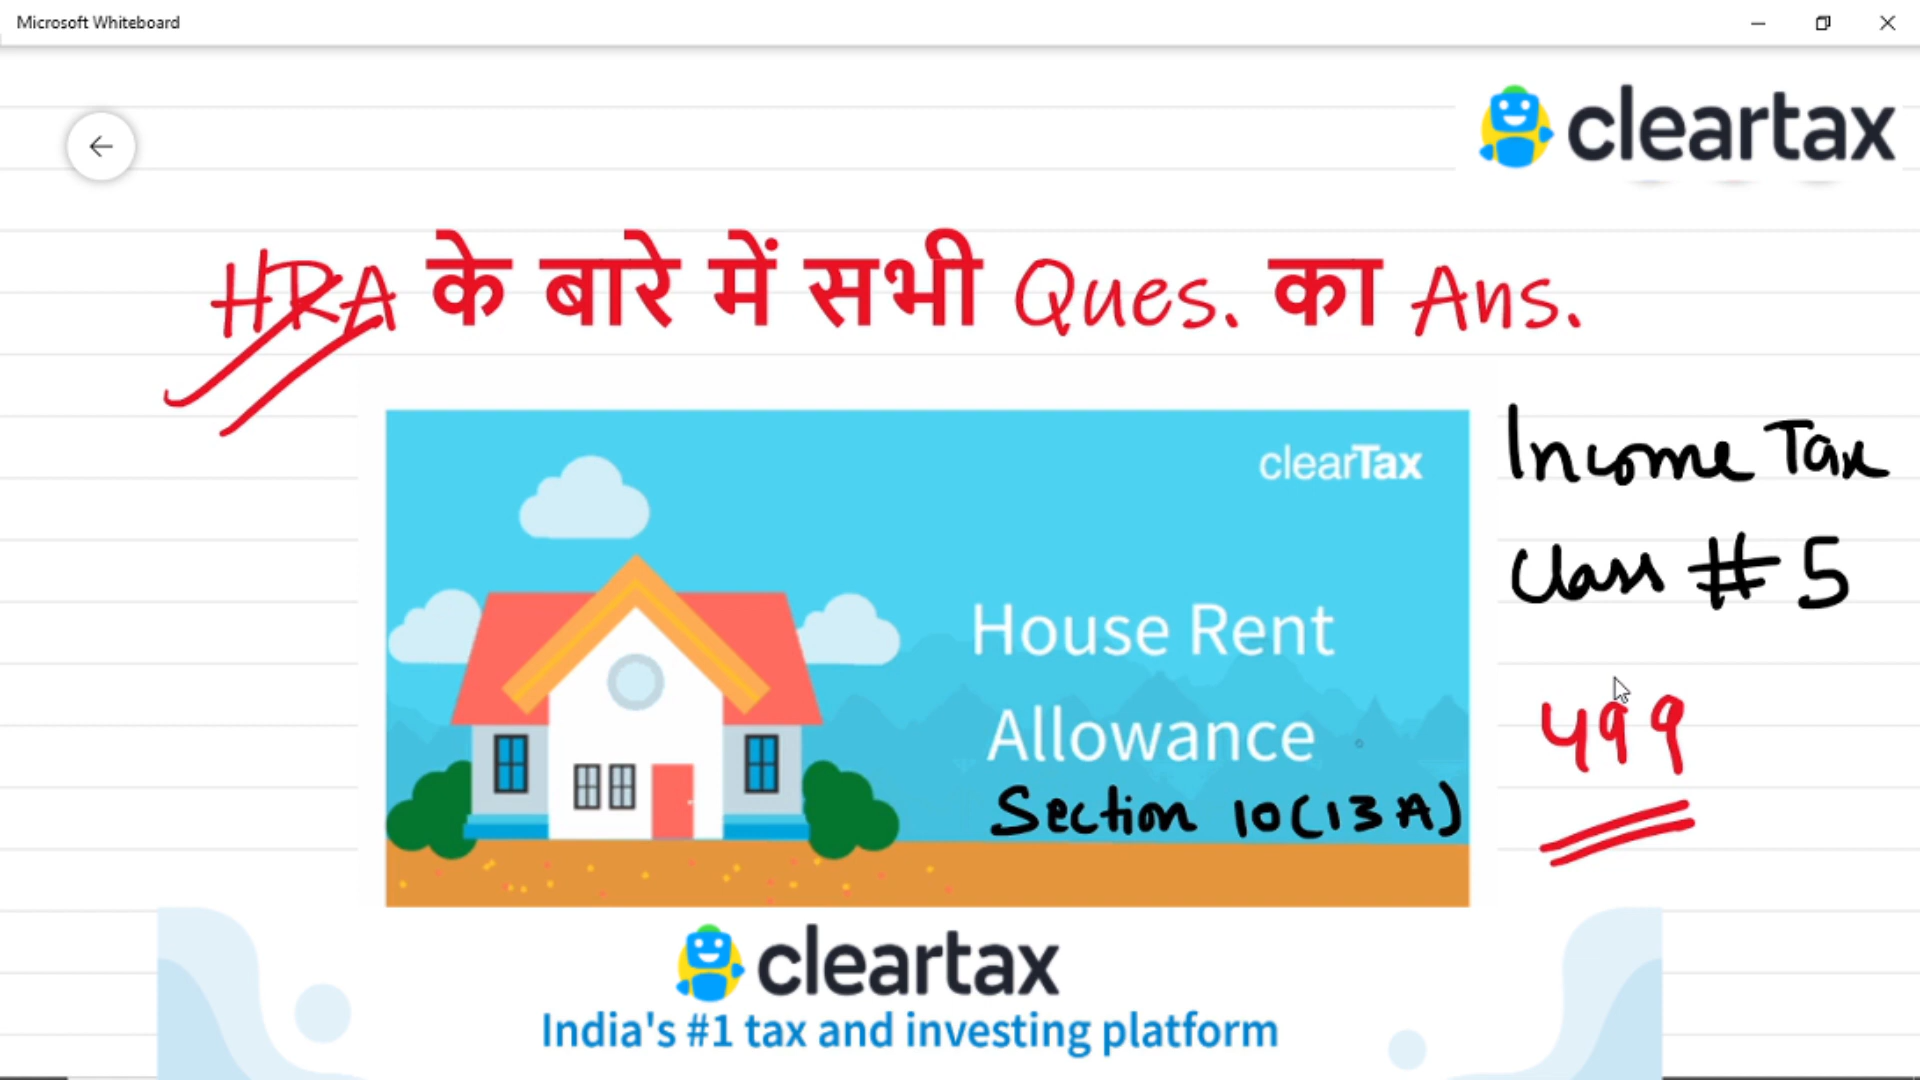 Microsoft Whiteboard
cleartax
HRA के बारे में सभी Ques. का Ans.
clearTax
House Rent
Allowance
Section 10(13A)
Income Tax
Class #5
499
cleartax
India's #1 tax and investing platform